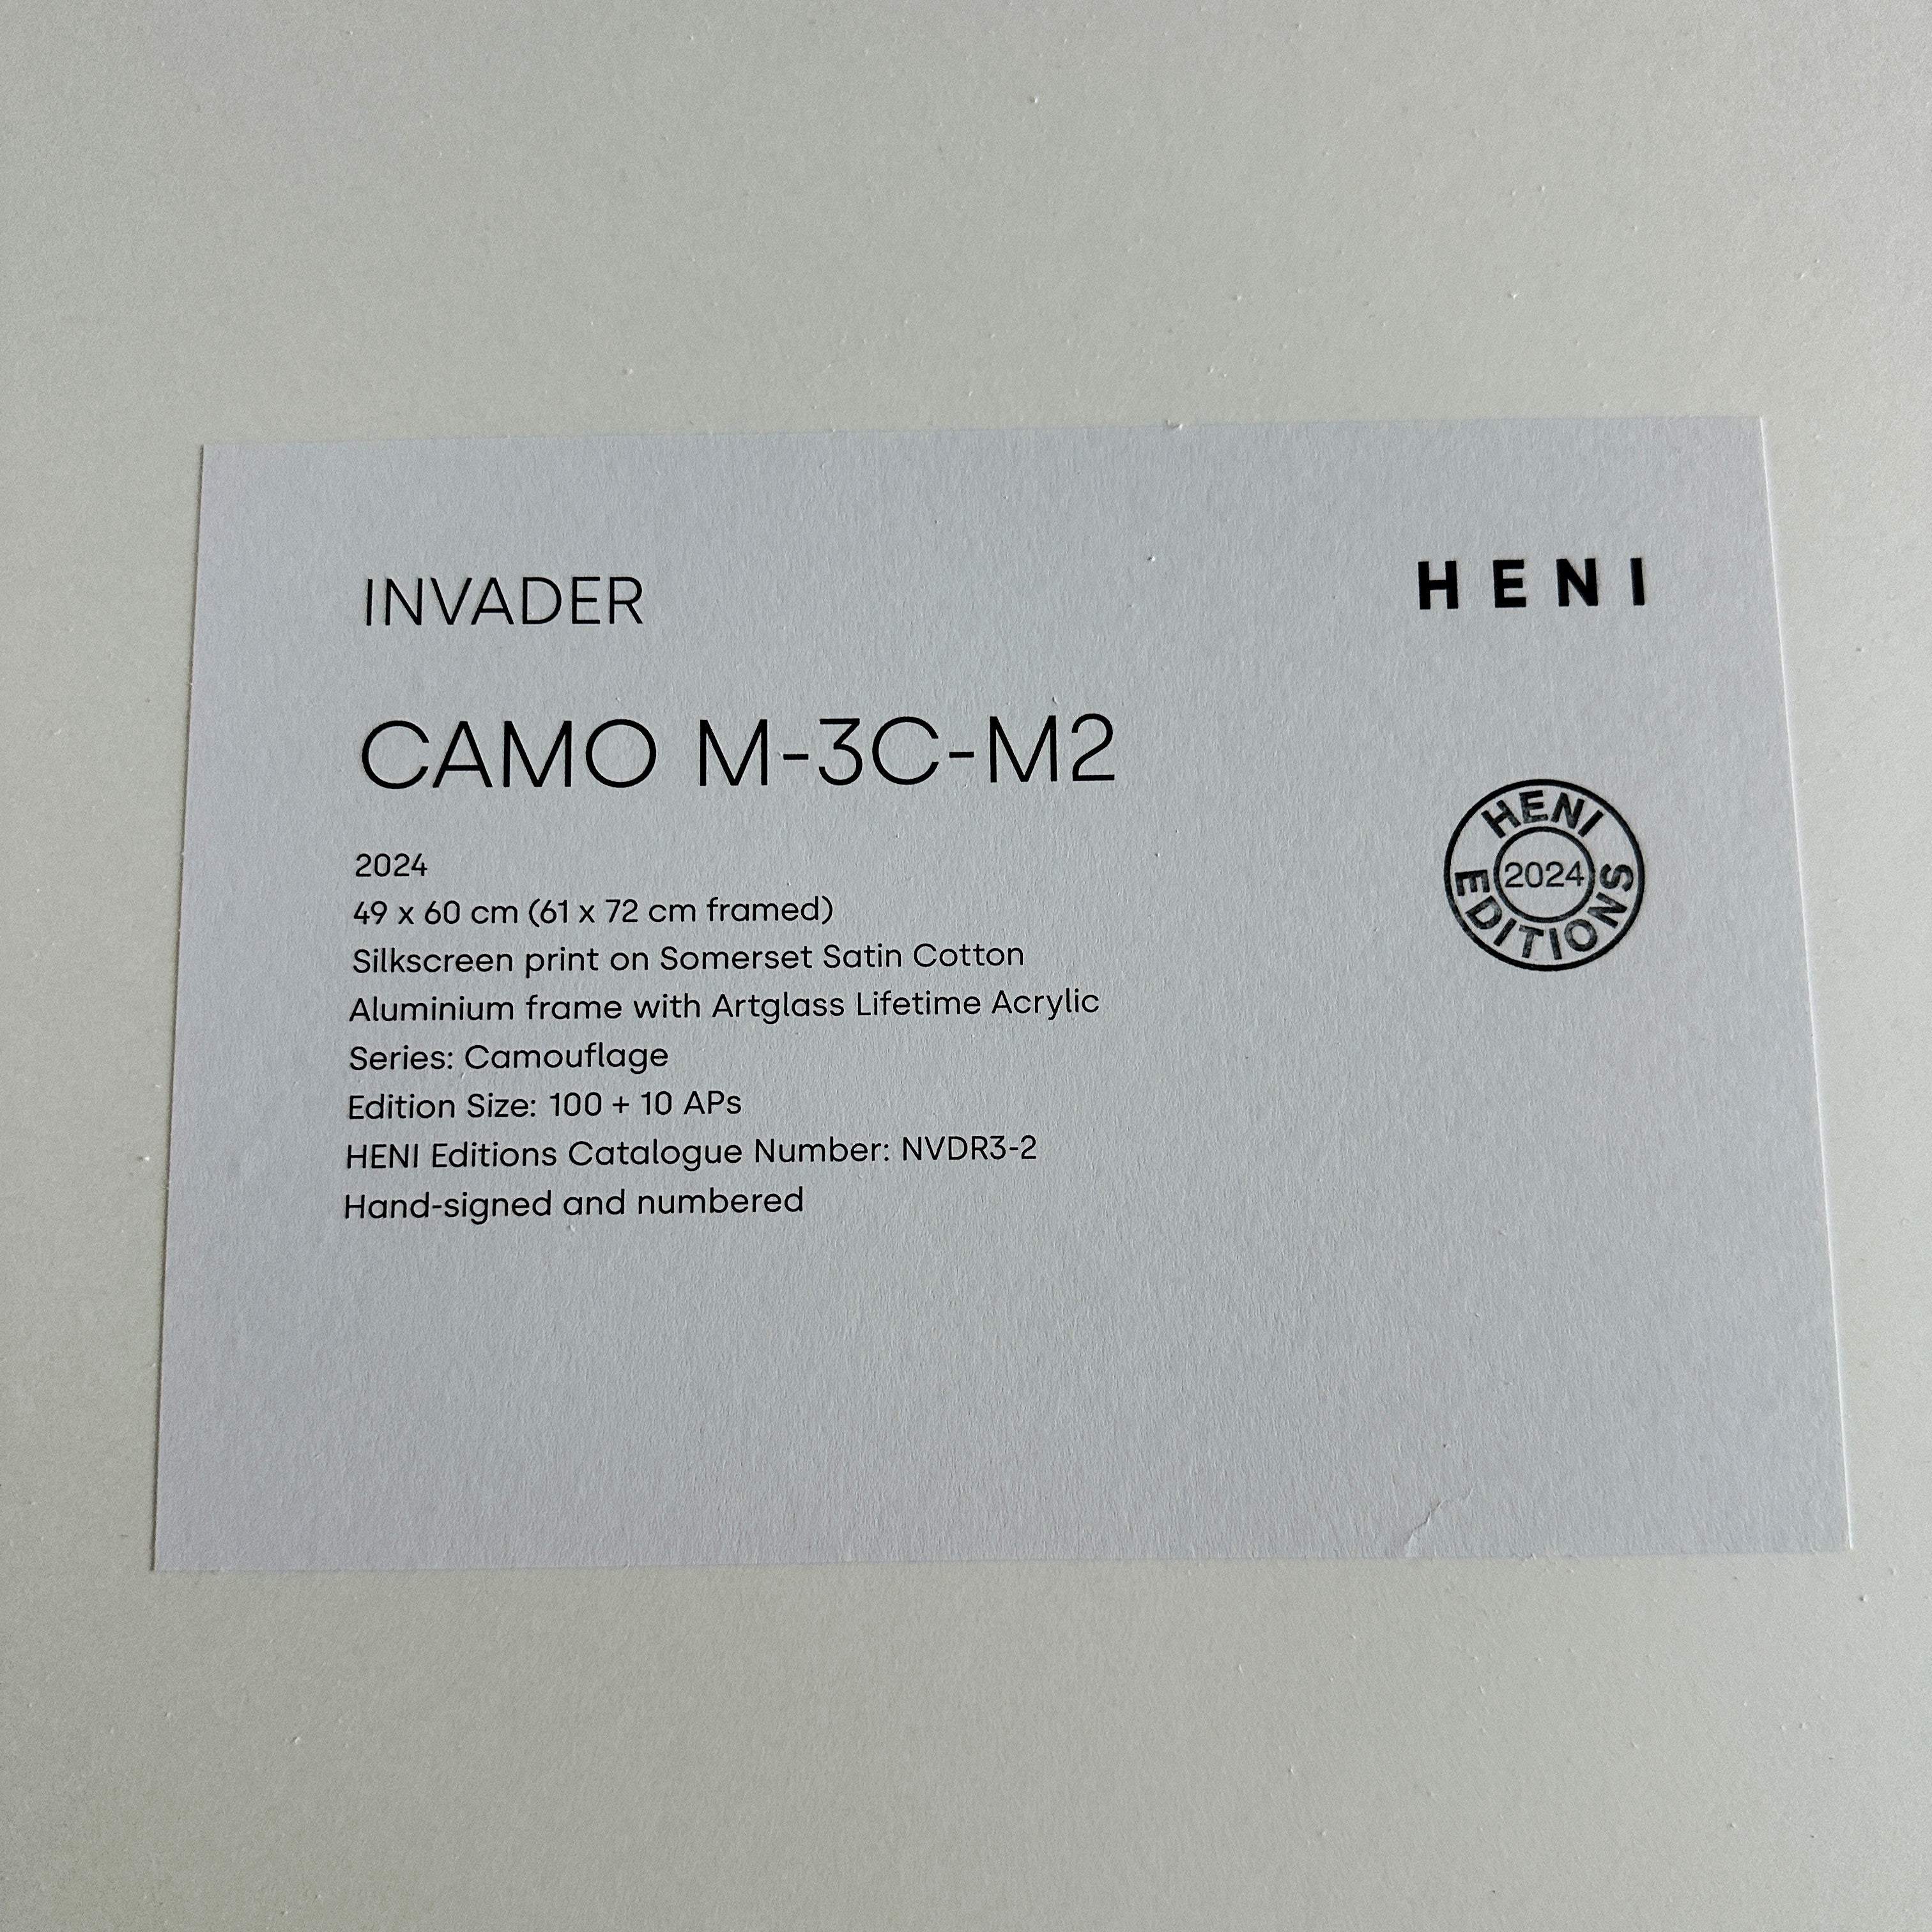 INVADER
HENI
CAMO M-3C-M2
HENI EDITIONS
2024
2024
49 x 60 cm (61 x 72 cm framed)
Silkscreen print on Somerset Satin Cotton
Aluminium frame with Artglass Lifetime Acrylic
Series: Camouflage
Edition Size: 100 + 10 APs
HENI Editions Catalogue Number: NVDR3-2
Hand-signed and numbered